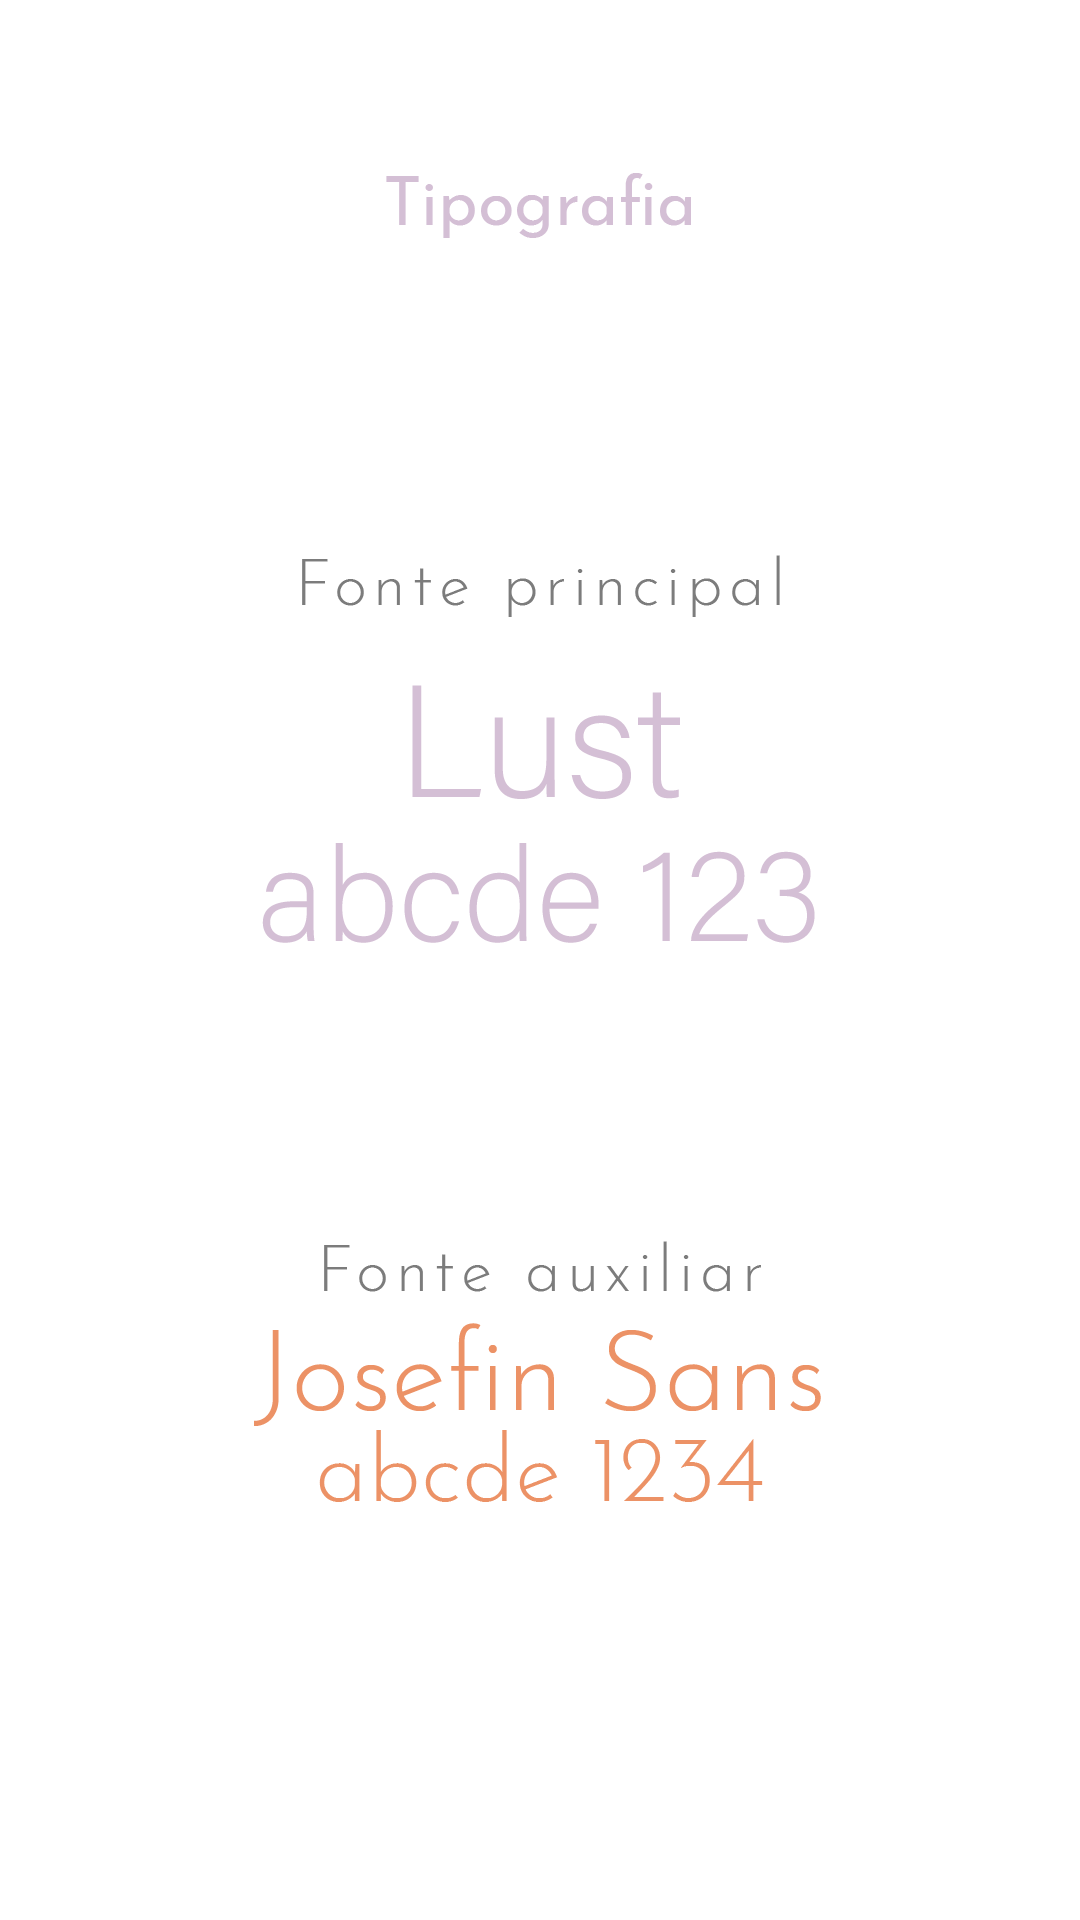 Tipografia
Fonte principal
Lust
abcde 123
Fonte auxiliar
Josefin Sans
abcde 1234